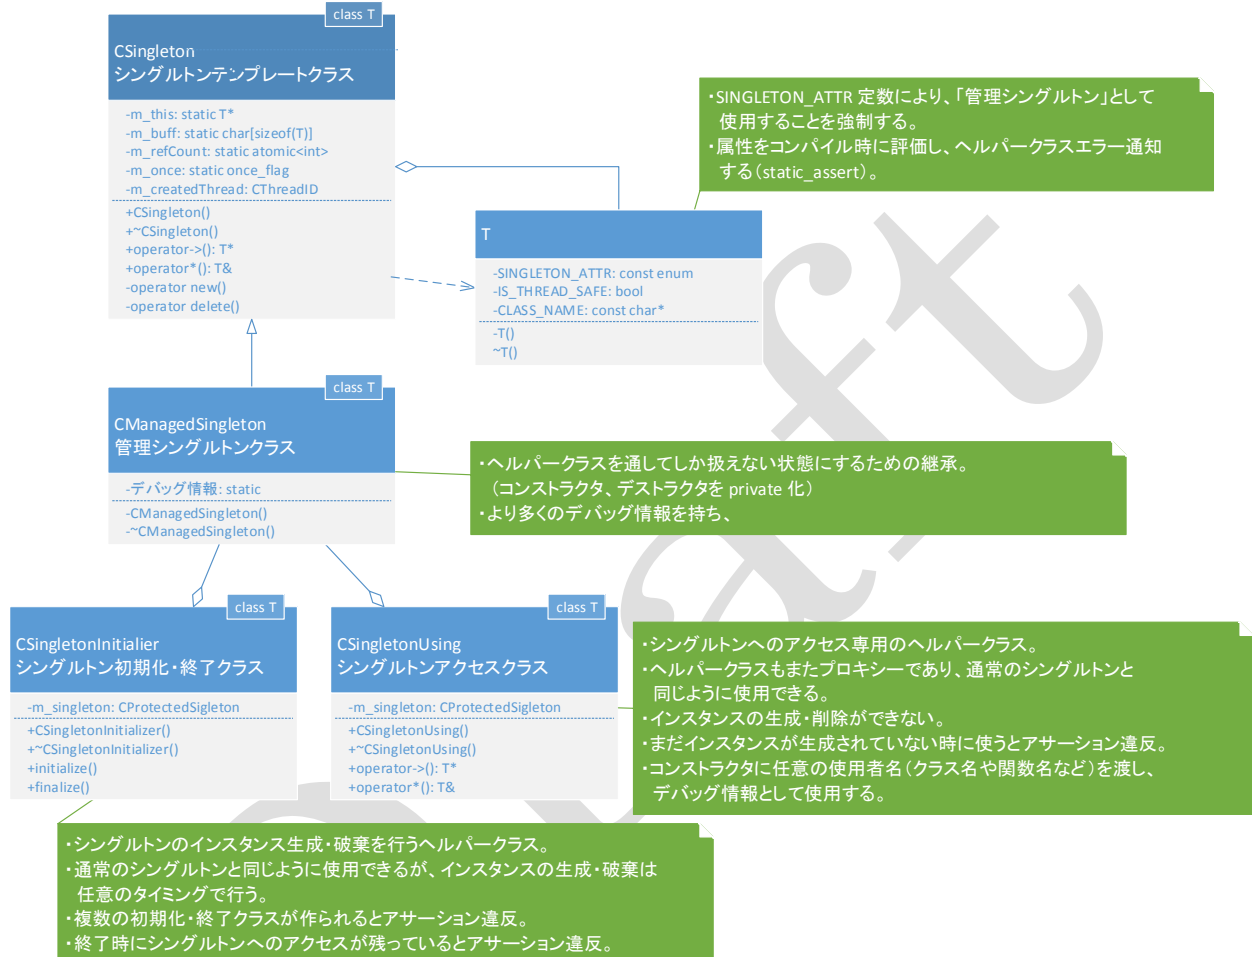 class T
CSingleton
シングルトンテンプレートクラス
-m_this: static T*
-m_buff: static char[sizeof(T)]
-m_refCount: static atomic<int>
-m_once: static once_flag
-m_createdThread: CThreadID
+CSingleton()
+~CSingleton()
+operator->(): T*
+operator*(): T&
-operator new()
-operator delete()
・SINGLETON_ATTR 定数により、「管理シングルトン」として
使用することを強制する。
・属性をコンパイル時に評価し、ヘルパークラスエラー通知
する(static_assert)。
T
-SINGLETON_ATTR: const enum
-IS_THREAD_SAFE: bool
-CLASS_NAME: const char*
-T()
~T()
class T
CManagedSingleton
管理シングルトンクラス
-デバッグ情報: static
-CManagedSingleton()
-~CManagedSingleton()
・ヘルパークラスを通してしか扱えない状態にするための継承。
(コンストラクタ、デストラクタを private 化)
・より多くのデバッグ情報を持ち、
class T
CSingletonInitialier
シングルトン初期化・終了クラス
-m_singleton: CProtectedSigleton
+CSingletonInitializer()
+~CSingletonInitializer()
+initialize()
+finalize()
class T
CSingletonUsing
シングルトンアクセスクラス
-m_singleton: CProtectedSigleton
+CSingletonUsing()
+~CSingletonUsing()
+operator->(): T*
+operator*(): T&
・シングルトンへのアクセス専用のヘルパークラス。
・ヘルパークラスもまたプロキシーであり、通常のシングルトンと
同じように使用できる。
・インスタンスの生成・削除ができない。
・まだインスタンスが生成されていない時に使うとアサーション違反。
・コンストラクタに任意の使用者名(クラス名や関数名など)を渡し、
デバッグ情報として使用する。
・シングルトンのインスタンス生成・破棄を行うヘルパークラス。
・通常のシングルトンと同じように使用できるが、インスタンスの生成・破棄は
任意のタイミングで行う。
・複数の初期化・終了クラスが作られるとアサーション違反。
・終了時にシングルトンへのアクセスが残っているとアサーション違反。